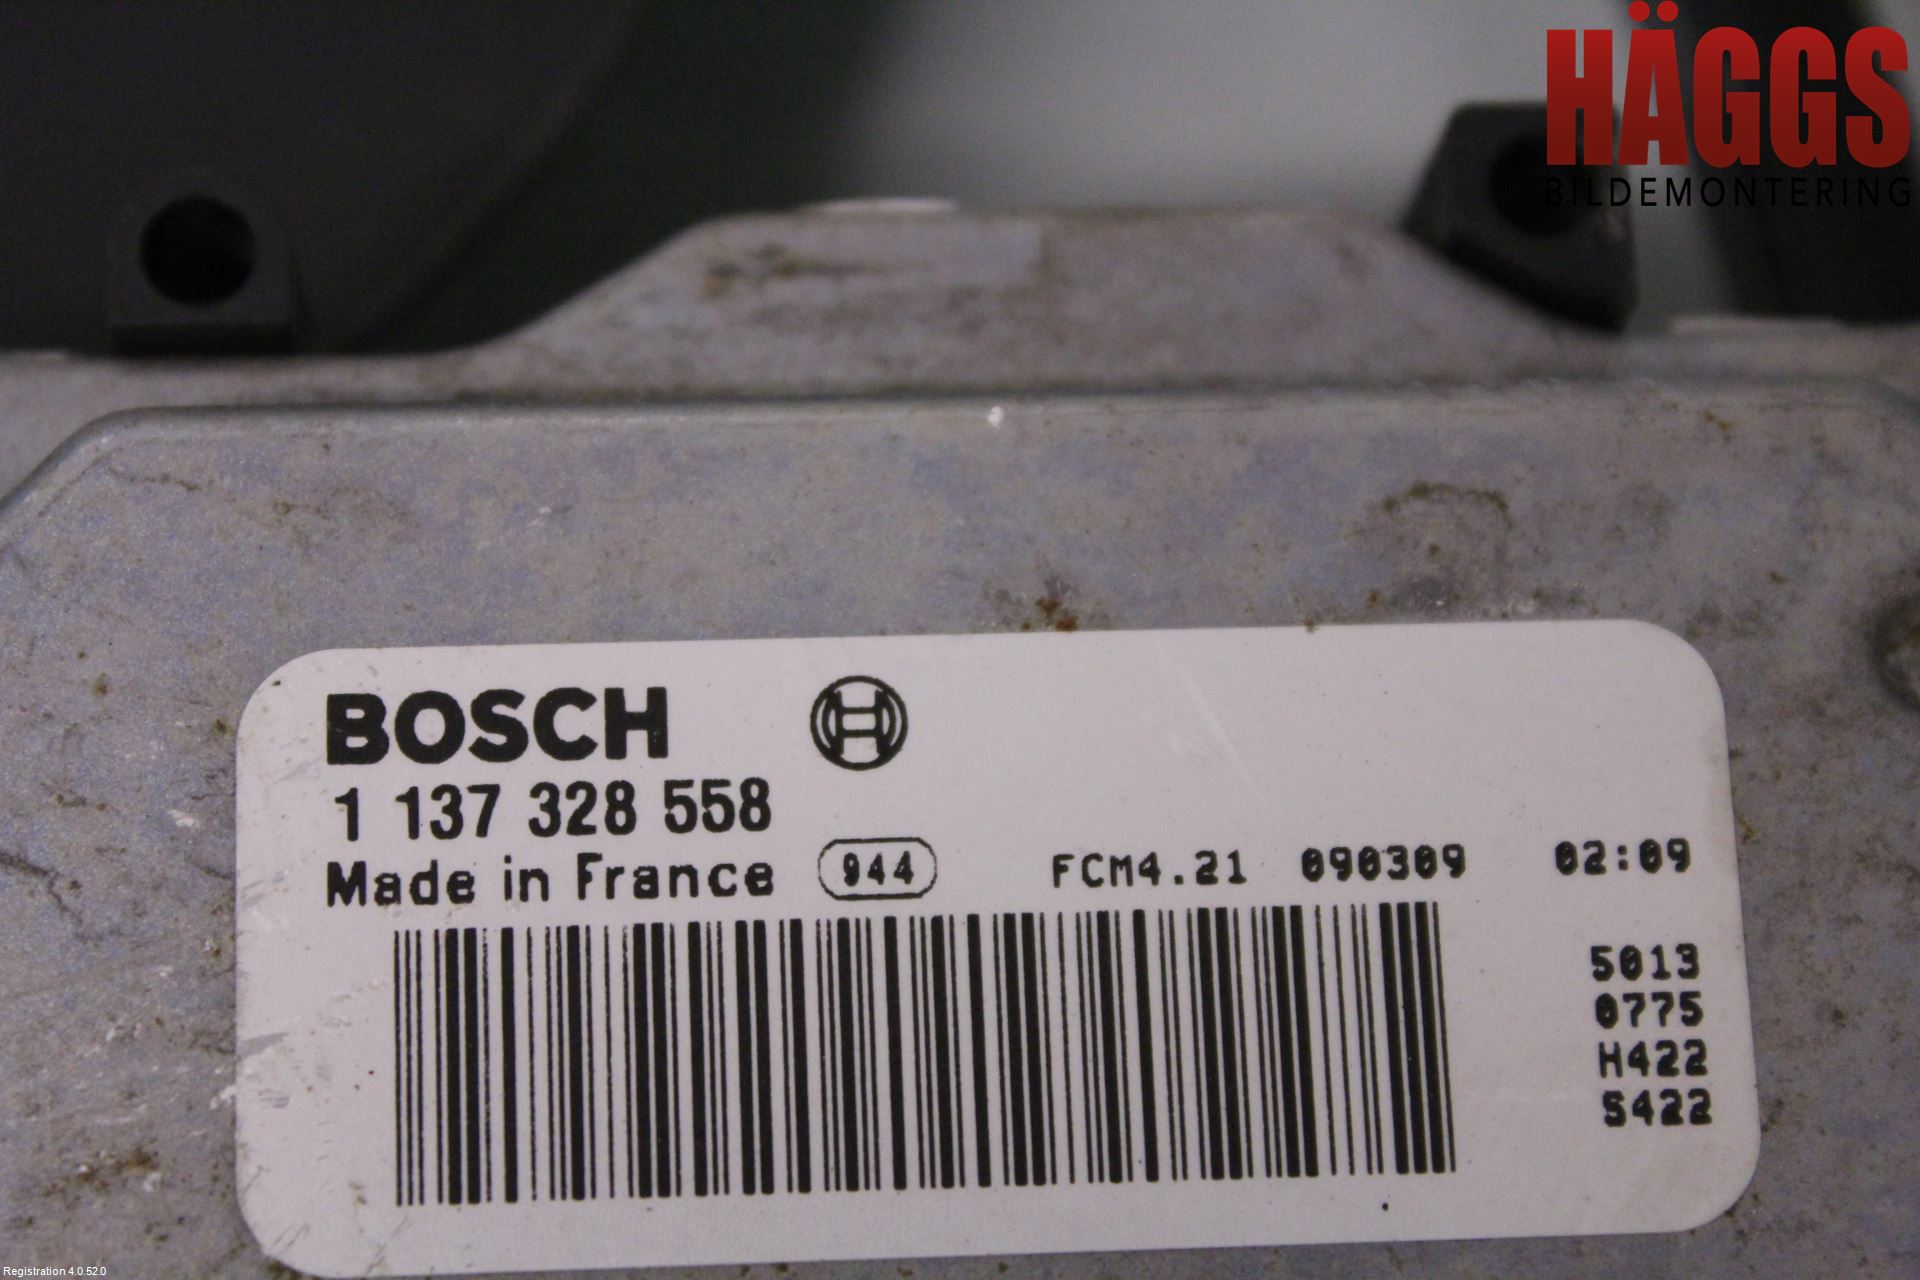 HÄGGS
BILDEMONTERING
BOSCH
1 137 328 558
Made in France 944 FCM4.21 090309 02:09
5013
0775
H422
5422
Registration 4.0.52.0